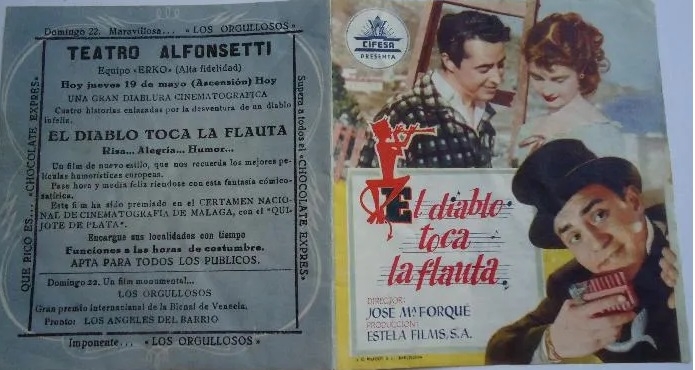 Domingo 22. Maravillosa... «LOS ORGULLOSOS»
TEATRO ALFONSETTI
Equipo «ERKO» (Alta fidelidad)
Hoy jueves 19 de mayo (Ascensión) Hoy
UNA GRAN DIABLURA CINEMATOGRAFICA
Cuatro historias enlazadas por la desventura de un diablo
infeliz.
EL DIABLO TOCA LA FLAUTA
Risa... Alegria... Humor...
Un film de nuevo estilo, que nos recuerda los mejores pe-
lículas humorísticas europeas.
Pase hora y media feliz riendose con esta fantasía cómico-
satírica.
Este film ha sido premiado en el CERTAMEN NACIO-
NAL DE CINEMATOGRAFIA DE MALAGA, con el "QUI-
JOTE DE PLATA".
Encargue sus localidades con tiempo
Funciones a las horas de costumbre.
APTA PARA TODOS LOS PUBLICOS.
Domingo 22. Un film monumental...
LOS ORGULLOSOS
Gran premio internacional de la Bienal de Venecia.
Pronto: LOS ANGELES DEL BARRIO
Imponente... «LOS ORGULLOSOS»
QUE RICO ES... «CHOCOLATE EXPRES»
Supera a todos el «CHOCOLATE EXPRES»
CIFESA
PRESENTA
El diablo
toca
la flauta
DIRECTOR:
JOSÉ Mª FORQUÉ
PRODUCCION:
ESTELA FILMS, S.A.